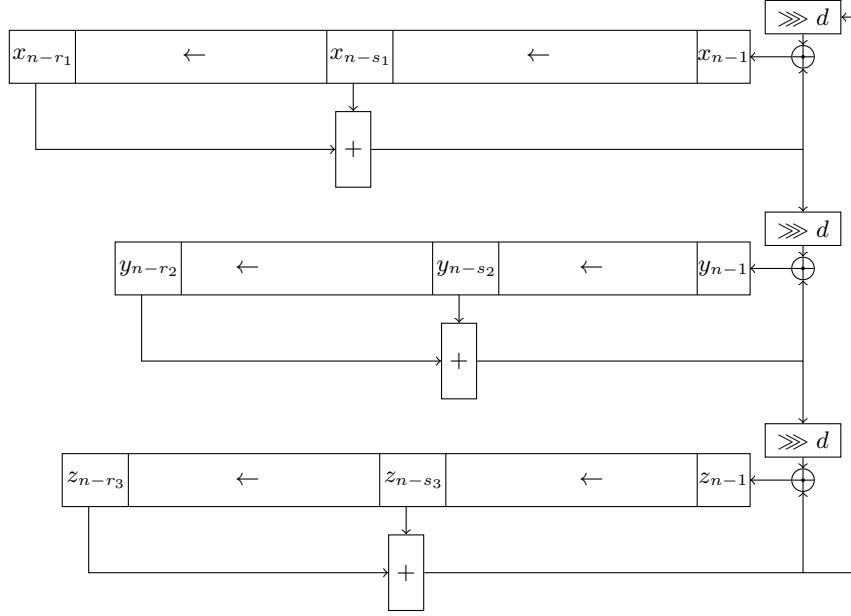 ⋙ d
x_{n−r_1} ← x_{n−s_1} ← x_{n−1}
+
⋙ d
y_{n−r_2} ← y_{n−s_2} ← y_{n−1}
+
⋙ d
z_{n−r_3} ← z_{n−s_3} ← z_{n−1}
+